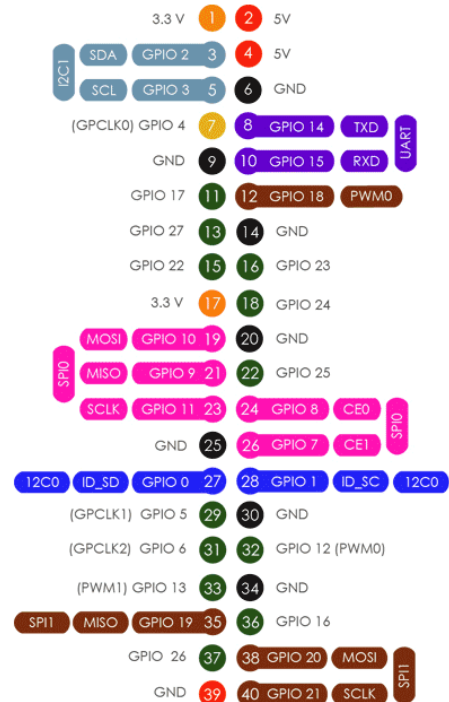 3.3 V 1 2 5V
I2C1 SDA GPIO 2 3 4 5V
SCL GPIO 3 5 6 GND
(GPCLK0) GPIO 4 7 8 GPIO 14 TXD UART
GND 9 10 GPIO 15 RXD
GPIO 17 11 12 GPIO 18 PWM0
GPIO 27 13 14 GND
GPIO 22 15 16 GPIO 23
3.3 V 17 18 GPIO 24
SPI0 MOSI GPIO 10 19 20 GND
MISO GPIO 9 21 22 GPIO 25
SCLK GPIO 11 23 24 GPIO 8 CE0 SPI0
GND 25 26 GPIO 7 CE1
12C0 ID_SD GPIO 0 27 28 GPIO 1 ID_SC 12C0
(GPCLK1) GPIO 5 29 30 GND
(GPCLK2) GPIO 6 31 32 GPIO 12 (PWM0)
(PWM1) GPIO 13 33 34 GND
SPI1 MISO GPIO 19 35 36 GPIO 16
GPIO 26 37 38 GPIO 20 MOSI SPI1
GND 39 40 GPIO 21 SCLK